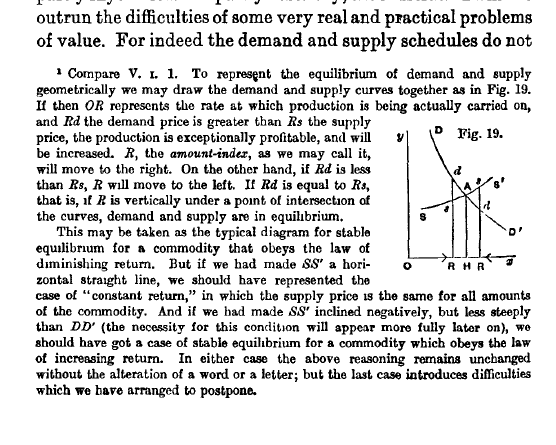 outrun the difficulties of some very real and practical problems
of value. For indeed the demand and supply schedules do not
¹ Compare V. I. 1. To represent the equilibrium of demand and supply
geometrically we may draw the demand and supply curves together as in Fig. 19.
If then OR represents the rate at which production is being actually carried on,
and Rd the demand price is greater than Rs the supply
price, the production is exceptionally profitable, and will
be increased. R, the amount-index, as we may call it,
will move to the right. On the other hand, if Rd is less
than Rs, R will move to the left. If Rd is equal to Rs,
that is, if R is vertically under a point of intersection of
the curves, demand and supply are in equilibrium.
This may be taken as the typical diagram for stable
equilibrium for a commodity that obeys the law of
diminishing return. But if we had made SS' a hori-
zontal straight line, we should have represented the
case of "constant return," in which the supply price is the same for all amounts
of the commodity. And if we had made SS' inclined negatively, but less steeply
than DD' (the necessity for this condition will appear more fully later on), we
should have got a case of stable equilibrium for a commodity which obeys the law
of increasing return. In either case the above reasoning remains unchanged
without the alteration of a word or a letter; but the last case introduces difficulties
which we have arranged to postpone.
y D Fig. 19.
d
A s S'
S s d
D'
O R H R x